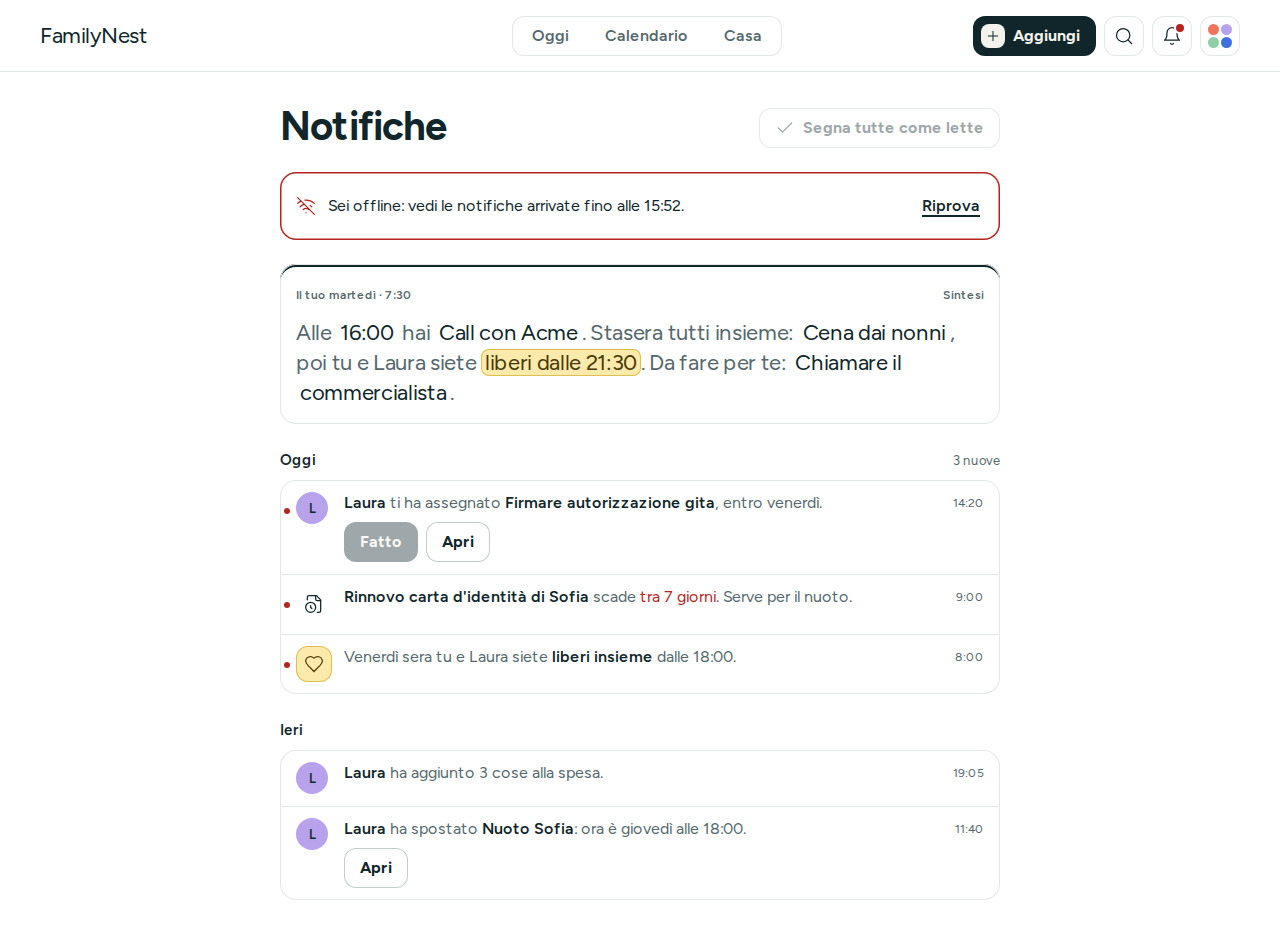 FamilyNest
Oggi
Calendario
Casa
Aggiungi
Notifiche
Segna tutte come lette
Sei offline: vedi le notifiche arrivate fino alle 15:52.
Riprova
Il tuo martedì · 7:30
Sintesi
Alle 16:00 hai Call con Acme. Stasera tutti insieme: Cena dai nonni,
poi tu e Laura siete liberi dalle 21:30. Da fare per te: Chiamare il
commercialista.
Oggi
3 nuove
L
Laura ti ha assegnato Firmare autorizzazione gita, entro venerdì.
14:20
Fatto
Apri
Rinnovo carta d'identità di Sofia scade tra 7 giorni. Serve per il nuoto.
9:00
Venerdì sera tu e Laura siete liberi insieme dalle 18:00.
8:00
Ieri
L
Laura ha aggiunto 3 cose alla spesa.
19:05
L
Laura ha spostato Nuoto Sofia: ora è giovedì alle 18:00.
11:40
Apri